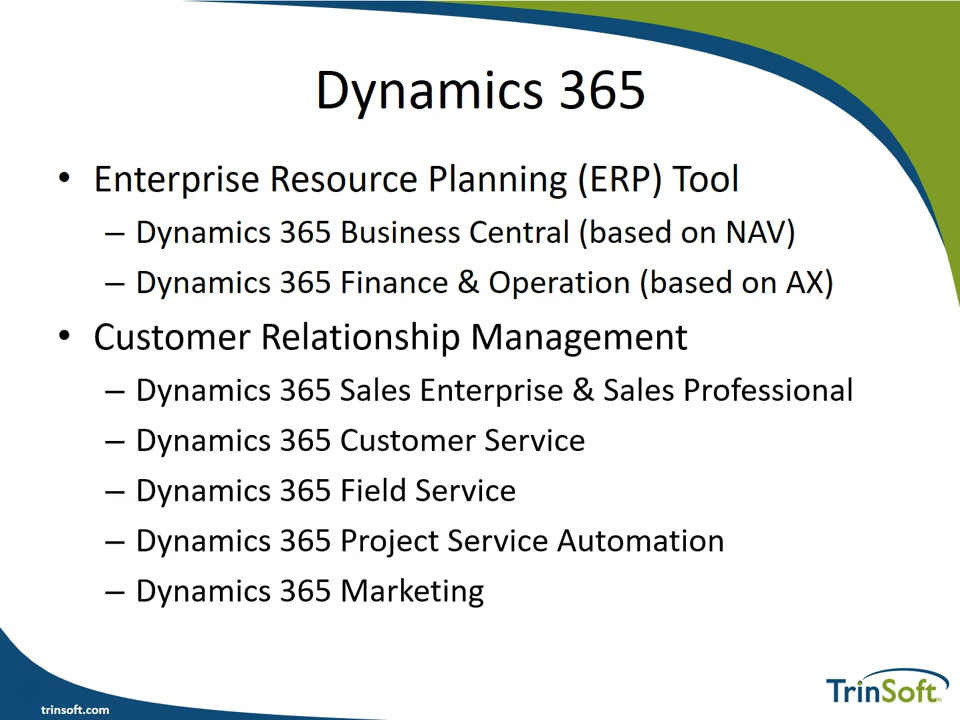 Dynamics 365
• Enterprise Resource Planning (ERP) Tool
– Dynamics 365 Business Central (based on NAV)
– Dynamics 365 Finance & Operation (based on AX)
• Customer Relationship Management
– Dynamics 365 Sales Enterprise & Sales Professional
– Dynamics 365 Customer Service
– Dynamics 365 Field Service
– Dynamics 365 Project Service Automation
– Dynamics 365 Marketing
trinsoft.com
TrinSoft